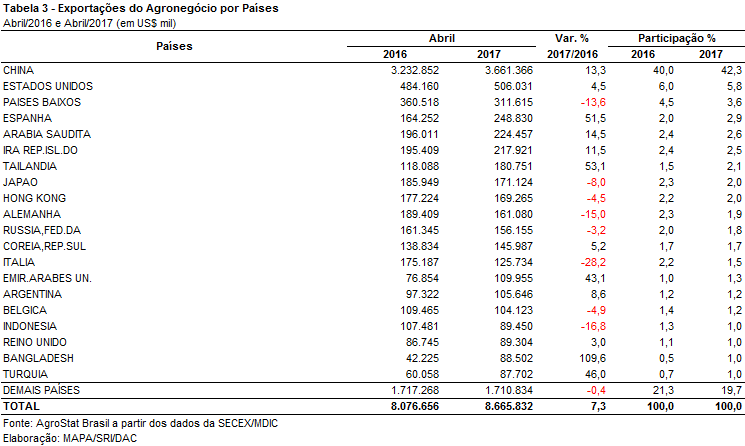 Tabela 3 - Exportações do Agronegócio por Países
Abril/2016 e Abril/2017 (em US$ mil)
Países Abril Var. % Participação %
2016 2017 2017/2016 2016 2017
CHINA 3.232.852 3.661.366 13,3 40,0 42,3
ESTADOS UNIDOS 484.160 506.031 4,5 6,0 5,8
PAISES BAIXOS 360.518 311.615 -13,6 4,5 3,6
ESPANHA 164.252 248.830 51,5 2,0 2,9
ARABIA SAUDITA 196.011 224.457 14,5 2,4 2,6
IRA REP.ISL.DO 195.409 217.921 11,5 2,4 2,5
TAILANDIA 118.088 180.751 53,1 1,5 2,1
JAPAO 185.949 171.124 -8,0 2,3 2,0
HONG KONG 177.224 169.265 -4,5 2,2 2,0
ALEMANHA 189.409 161.080 -15,0 2,3 1,9
RUSSIA,FED.DA 161.345 156.155 -3,2 2,0 1,8
COREIA,REP.SUL 138.834 145.987 5,2 1,7 1,7
ITALIA 175.187 125.734 -28,2 2,2 1,5
EMIR.ARABES UN. 76.854 109.955 43,1 1,0 1,3
ARGENTINA 97.322 105.646 8,6 1,2 1,2
BELGICA 109.465 104.123 -4,9 1,4 1,2
INDONESIA 107.481 89.450 -16,8 1,3 1,0
REINO UNIDO 86.745 89.304 3,0 1,1 1,0
BANGLADESH 42.225 88.502 109,6 0,5 1,0
TURQUIA 60.058 87.702 46,0 0,7 1,0
DEMAIS PAÍSES 1.717.268 1.710.834 -0,4 21,3 19,7
TOTAL 8.076.656 8.665.832 7,3 100,0 100,0
Fonte: AgroStat Brasil a partir dos dados da SECEX/MDIC
Elaboração: MAPA/SRI/DAC